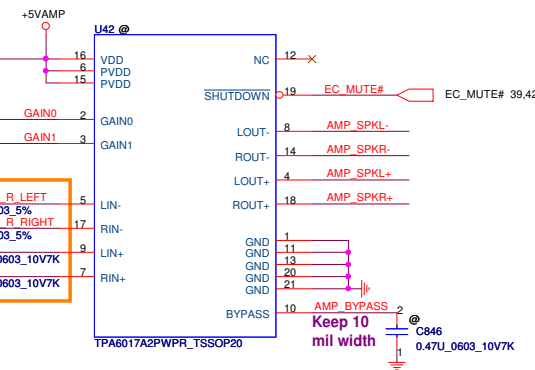 +5VAMP
U42 @
16 VDD
6 PVDD
15 PVDD
NC 12
SHUTDOWN 19 EC_MUTE# EC_MUTE# 39,42
GAIN0 2 GAIN0
GAIN1 3 GAIN1
LOUT- 8 AMP_SPKL-
ROUT- 14 AMP_SPKR-
LOUT+ 4 AMP_SPKL+
ROUT+ 18 AMP_SPKR+
_R_LEFT 5 LIN-
03_5%
_R_RIGHT 17 RIN-
03_5%
9 LIN+
0603_10V7K
7 RIN+
0603_10V7K
GND 1
GND 11
GND 13
GND 20
GND 21
BYPASS 10 AMP_BYPASS 2
Keep 10
mil width
@
C846
0.47U_0603_10V7K
1
TPA6017A2PWPR_TSSOP20